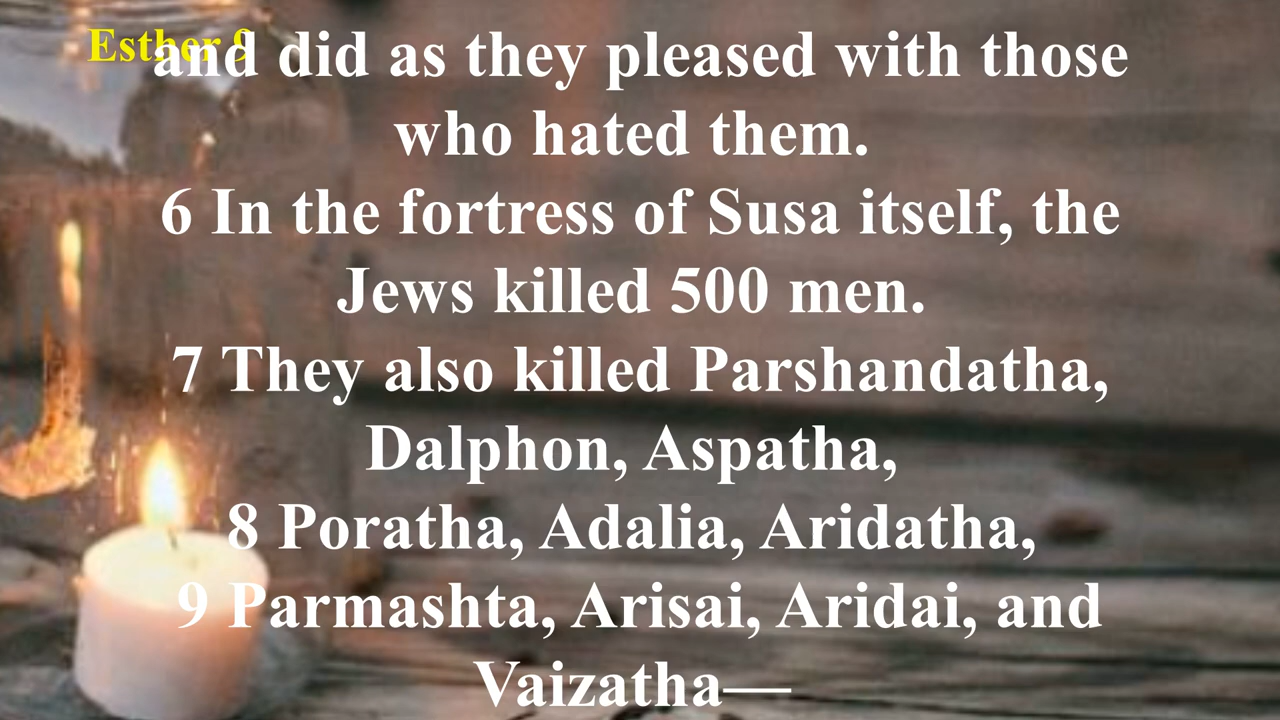 Esther 9
and did as they pleased with those
who hated them.
6 In the fortress of Susa itself, the
Jews killed 500 men.
7 They also killed Parshandatha,
Dalphon, Aspatha,
8 Poratha, Adalia, Aridatha,
9 Parmashta, Arisai, Aridai, and
Vaizatha—